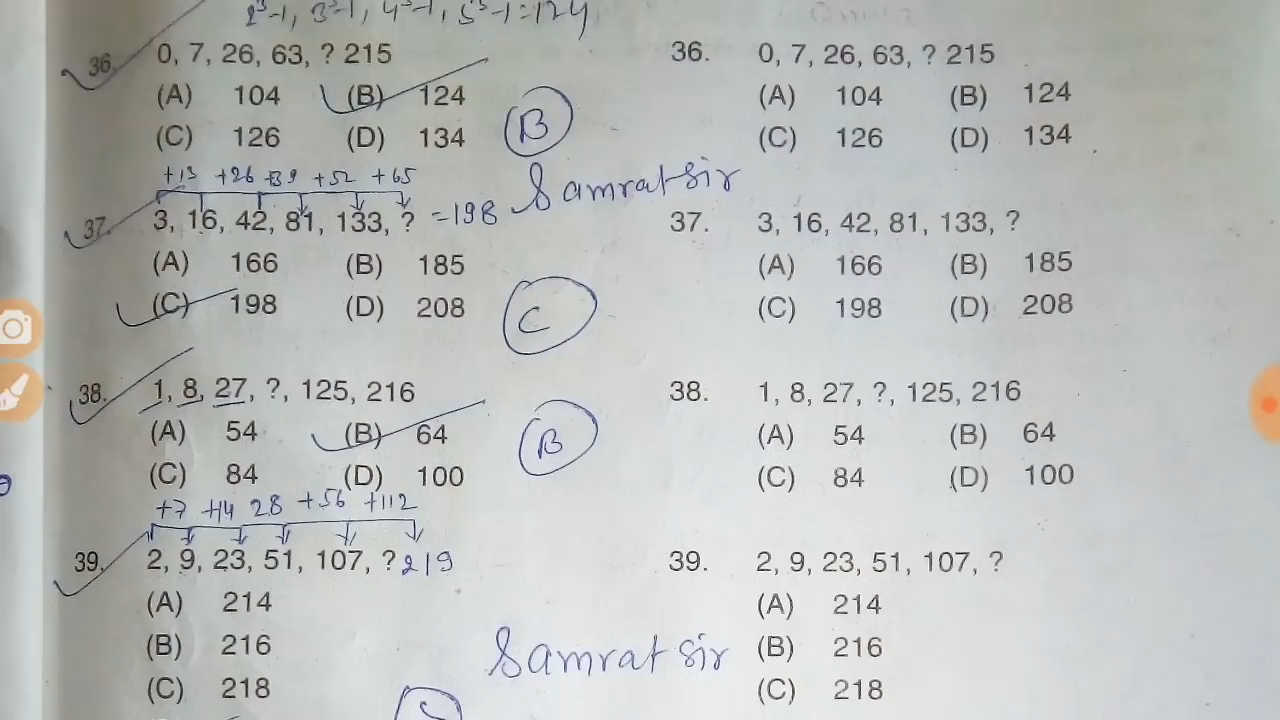 2³-1, 3³-1, 4³-1, 5³-1=124,
36. 0, 7, 26, 63, ? 215
(A) 104 (B) 124
(C) 126 (D) 134 B
+13 +26 +39 +52 +65
Samrat sir
37. 3, 16, 42, 81, 133, ? =198
(A) 166 (B) 185
(C) 198 (D) 208 C
38. 1, 8, 27, ?, 125, 216
(A) 54 (B) 64 B
(C) 84 (D) 100
+7 +14 28 +56 +112
39. 2, 9, 23, 51, 107, ? 219
(A) 214
(B) 216
Samrat sir
(C) 218
36. 0, 7, 26, 63, ? 215
(A) 104 (B) 124
(C) 126 (D) 134
37. 3, 16, 42, 81, 133, ?
(A) 166 (B) 185
(C) 198 (D) 208
38. 1, 8, 27, ?, 125, 216
(A) 54 (B) 64
(C) 84 (D) 100
39. 2, 9, 23, 51, 107, ?
(A) 214
(B) 216
(C) 218